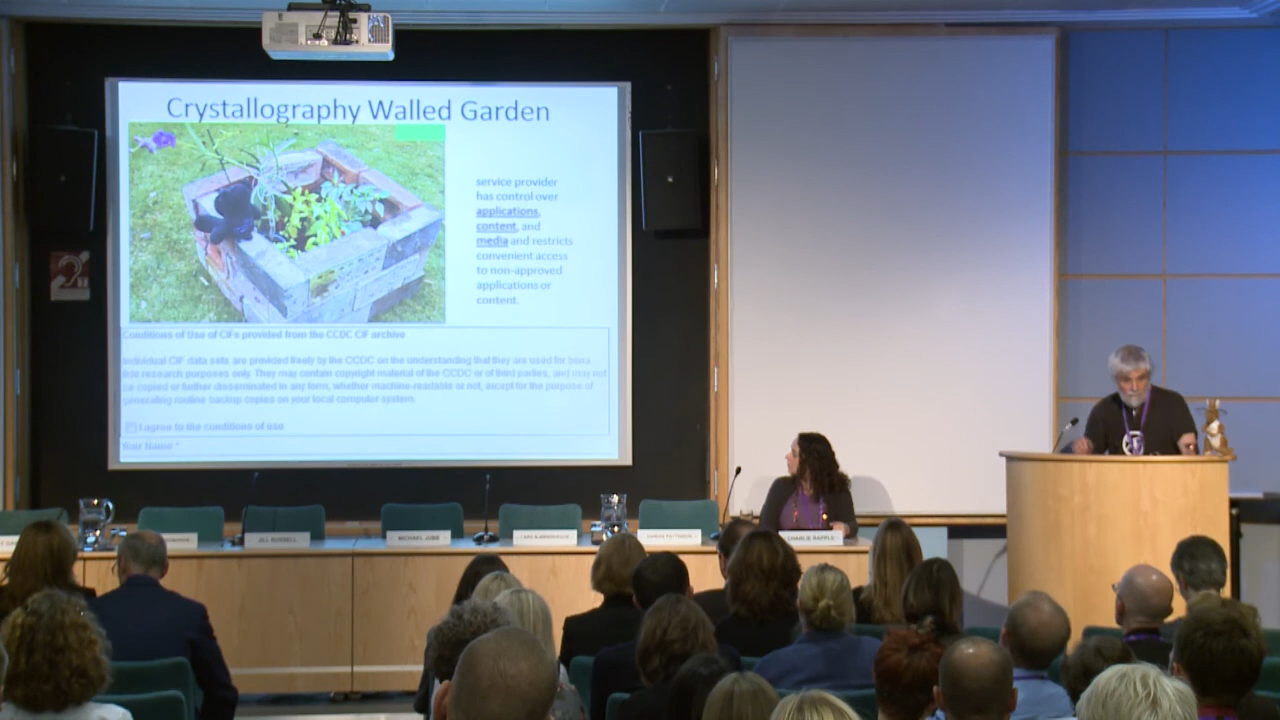 Crystallography Walled Garden
service provider
has control over
applications,
content, and
media and restricts
convenient access
to non-approved
applications or
content.
Conditions of Use of CIFs provided from the CCDC CIF archive
Individual CIF data sets are provided freely by the CCDC on the understanding that they are used for bona
fide research purposes only. They may contain copyright material of the CCDC or of third parties, and may not
be copied or further disseminated in any form, whether machine-readable or not, except for the purpose of
generating routine backup copies on your local computer system.
I agree to the conditions of use
Your Name *
JILL RUSSELL
MICHAEL JUBB
CHARLIE RAPPLE